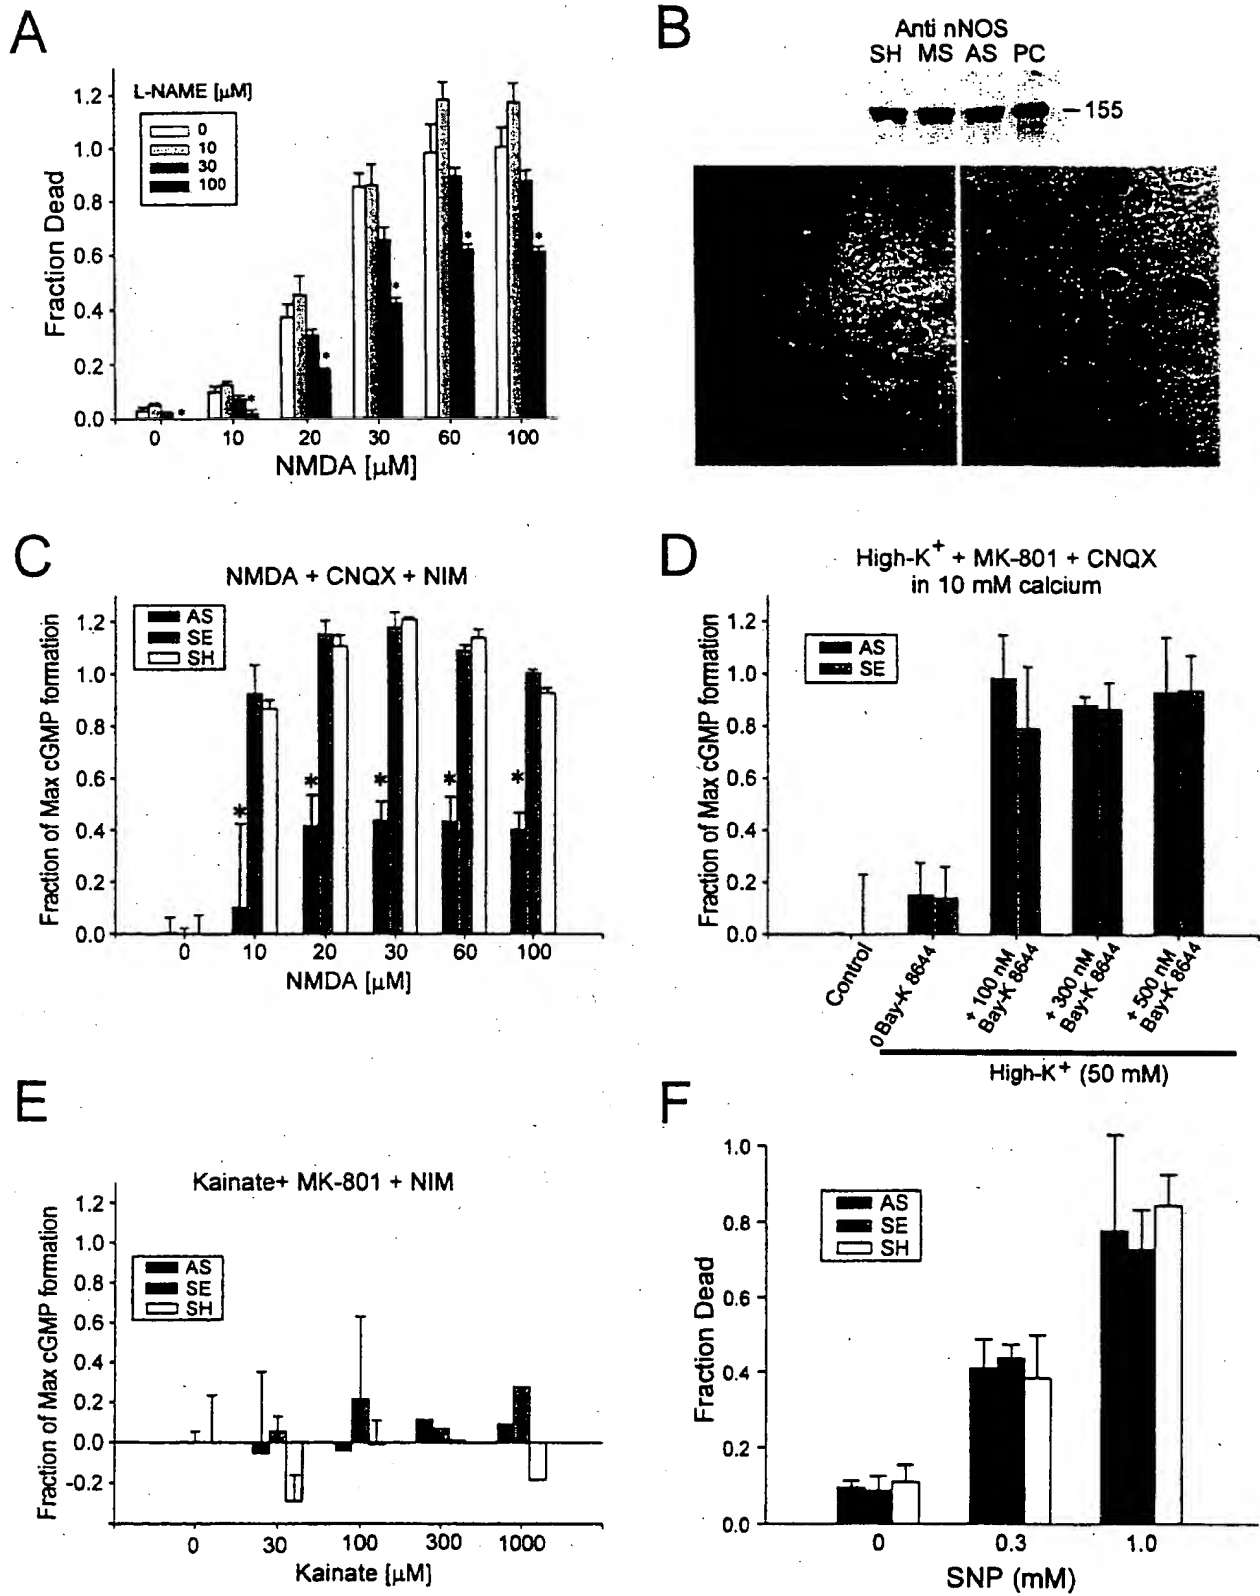 A
L-NAME [µM]
0
10
30
100
Fraction Dead
1.2
1.0
0.8
0.6
0.4
0.2
0.0
* * * * * *
0 10 20 30 60 100
NMDA [µM]
B
Anti nNOS
SH MS AS PC
155
C
NMDA + CNQX + NIM
AS
SE
SH
Fraction of Max cGMP formation
1.2
1.0
0.8
0.6
0.4
0.2
0.0
* * * * *
0 10 20 30 60 100
NMDA [µM]
D
High-K+ + MK-801 + CNQX
in 10 mM calcium
AS
SE
Fraction of Max cGMP formation
1.2
1.0
0.8
0.6
0.4
0.2
0.0
Control
0 Bay-K 8644
+ 100 nM
Bay-K 8644
+ 300 nM
Bay-K 8644
+ 500 nM
Bay-K 8644
High-K+ (50 mM)
E
Kainate+ MK-801 + NIM
AS
SE
SH
Fraction of Max cGMP formation
1.2
1.0
0.8
0.6
0.4
0.2
0.0
-0.2
0 30 100 300 1000
Kainate [µM]
F
AS
SE
SH
Fraction Dead
1.0
0.8
0.6
0.4
0.2
0.0
0 0.3 1.0
SNP (mM)